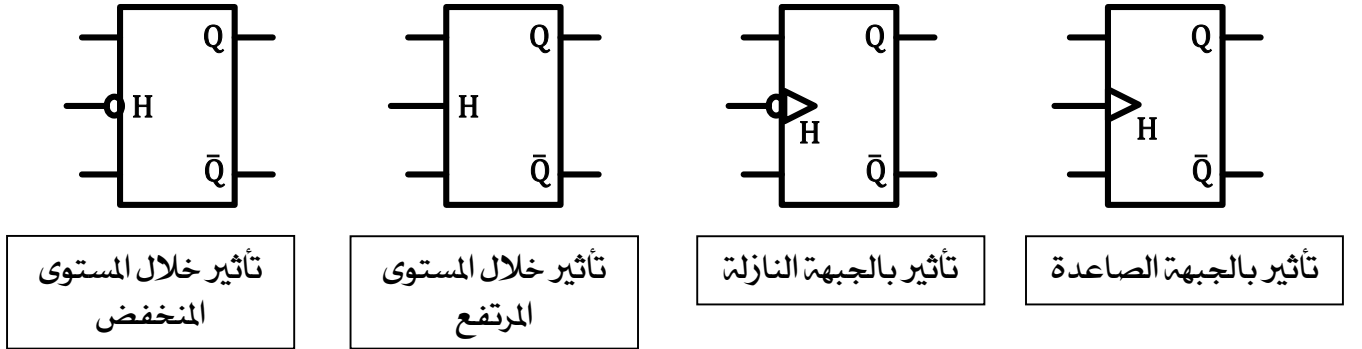 Q Q Q Q
H H H H
Q̄ Q̄ Q̄ Q̄
تأثير بالجبهة الصاعدة
تأثير بالجبهة النازلة
تأثير خلال المستوى
المرتفع
تأثير خلال المستوى
المنخفض